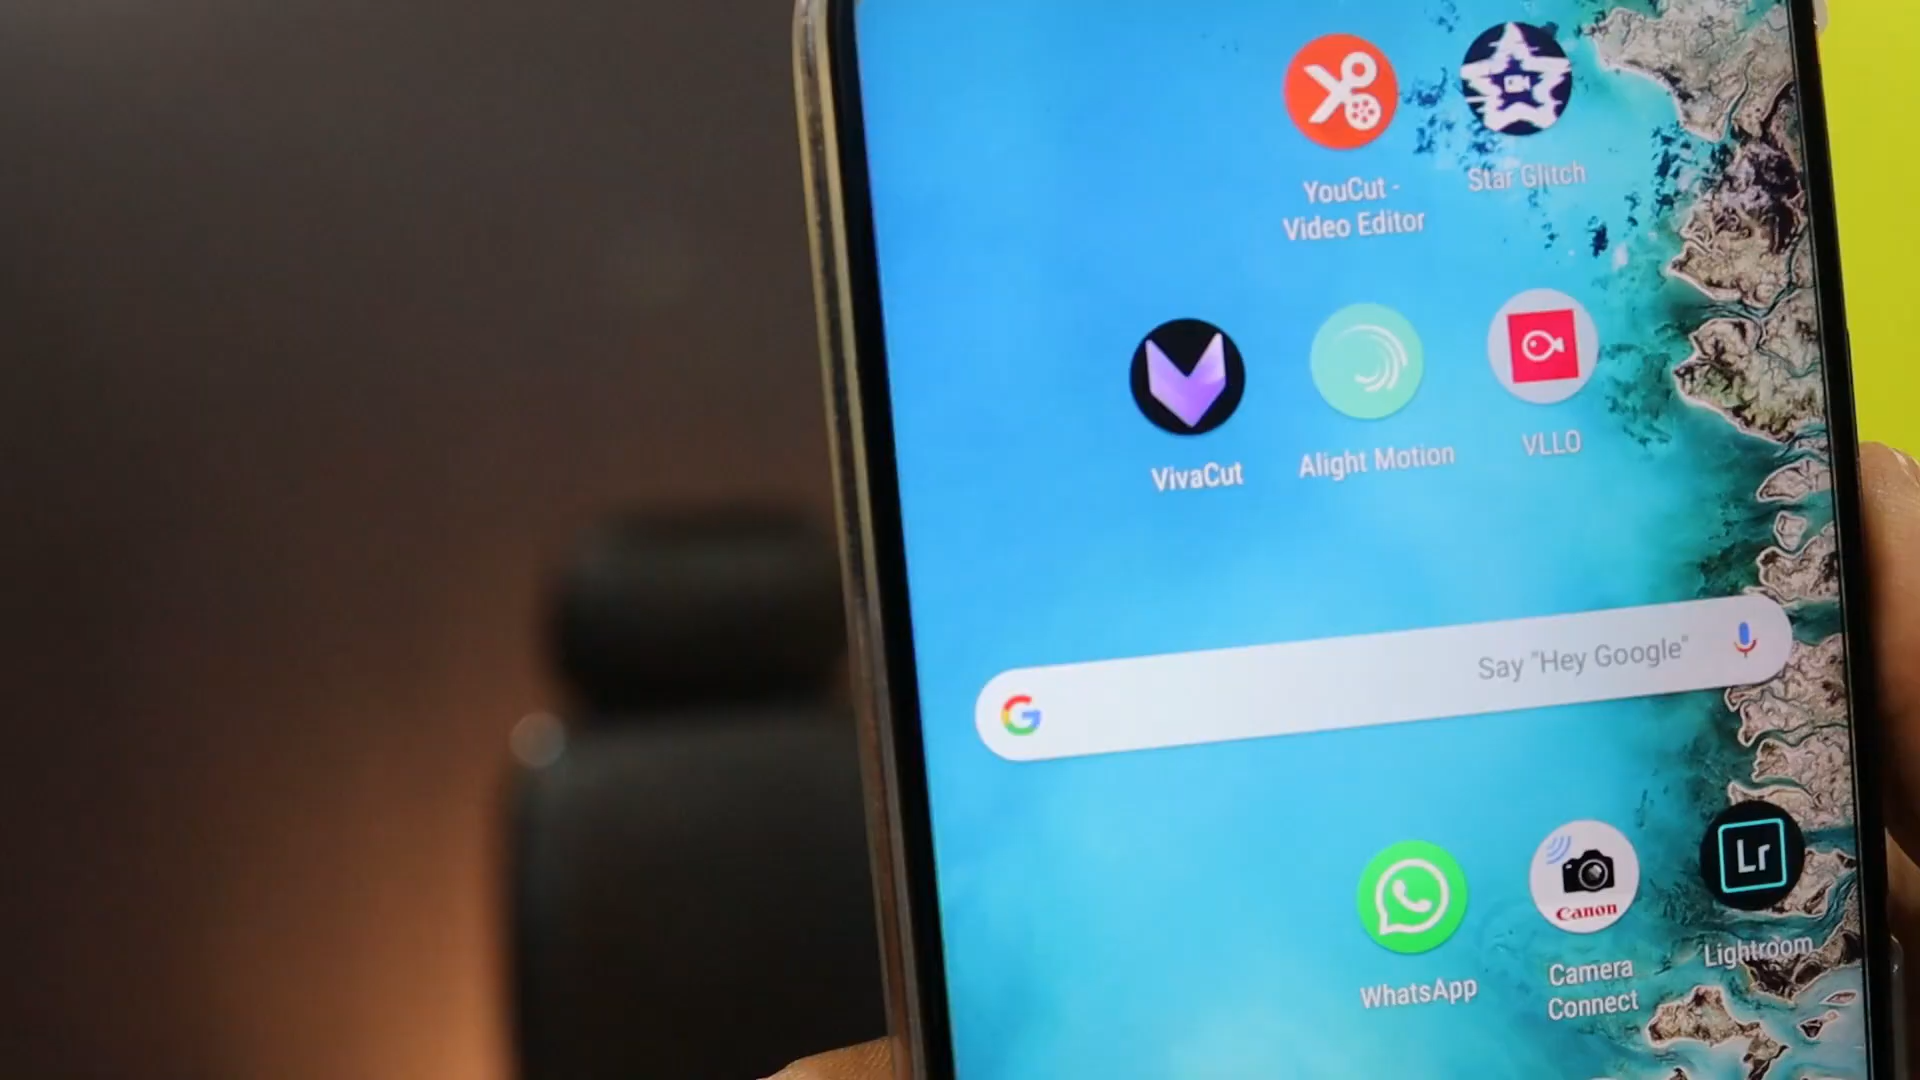 YouCut -
Video Editor
Star Glitch
VivaCut
Alight Motion
VLLO
G
Say "Hey Google"
WhatsApp
Canon
Camera
Connect
Lr
Lightroom